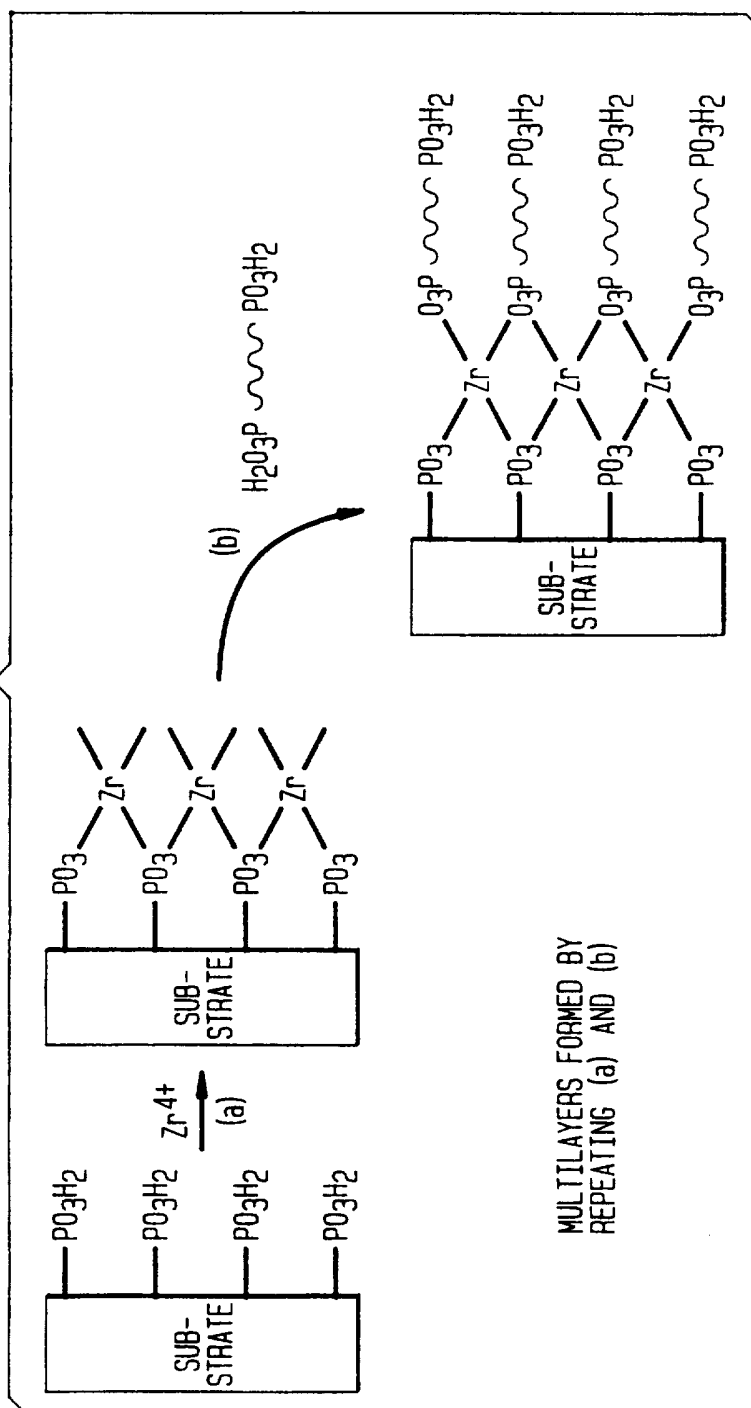 SUB-
STRATE
PO3H2
PO3H2
PO3H2
PO3H2
Zr4+
(a)
SUB-
STRATE
PO3
PO3
PO3
PO3
Zr
Zr
Zr
(b)
H2O3P PO3H2
SUB-
STRATE
PO3
PO3
PO3
PO3
Zr
Zr
Zr
O3P PO3H2
O3P PO3H2
O3P PO3H2
O3P PO3H2
MULTILAYERS FORMED BY
REPEATING (a) AND (b)